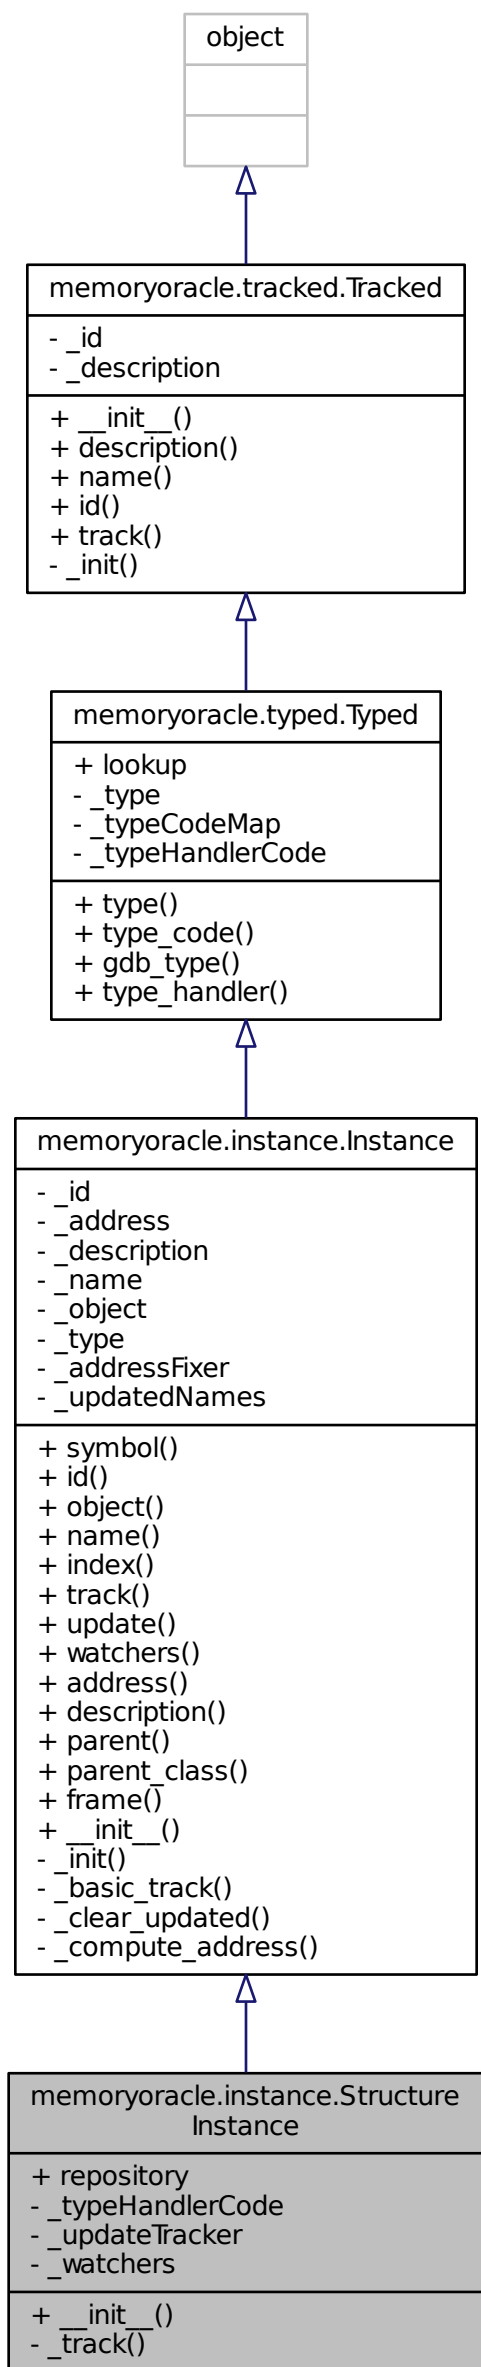 object
memoryoracle.tracked.Tracked
- _id
- _description
+ __init__()
+ description()
+ name()
+ id()
+ track()
- _init()
memoryoracle.typed.Typed
+ lookup
- _type
- _typeCodeMap
- _typeHandlerCode
+ type()
+ type_code()
+ gdb_type()
+ type_handler()
memoryoracle.instance.Instance
- _id
- _address
- _description
- _name
- _object
- _type
- _addressFixer
- _updatedNames
+ symbol()
+ id()
+ object()
+ name()
+ index()
+ track()
+ update()
+ watchers()
+ address()
+ description()
+ parent()
+ parent_class()
+ frame()
+ __init__()
- _init()
- _basic_track()
- _clear_updated()
- _compute_address()
memoryoracle.instance.Structure
Instance
+ repository
- _typeHandlerCode
- _updateTracker
- _watchers
+ __init__()
- _track()